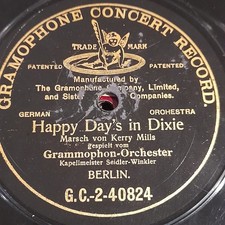 GRAMOPHONE CONCERT RECORD.
TRADE MARK
PATENTED PATENTED
Manufactured by
The Gramophone Company, Limited,
and Sister Companies.
GERMAN ORCHESTRA
Happy Day's in Dixie
Marsch von Kerry Mills
gespielt vom
Grammophon-Orchester
Kapellmeister Seidler-Winkler
BERLIN.
G.C.-2-40824